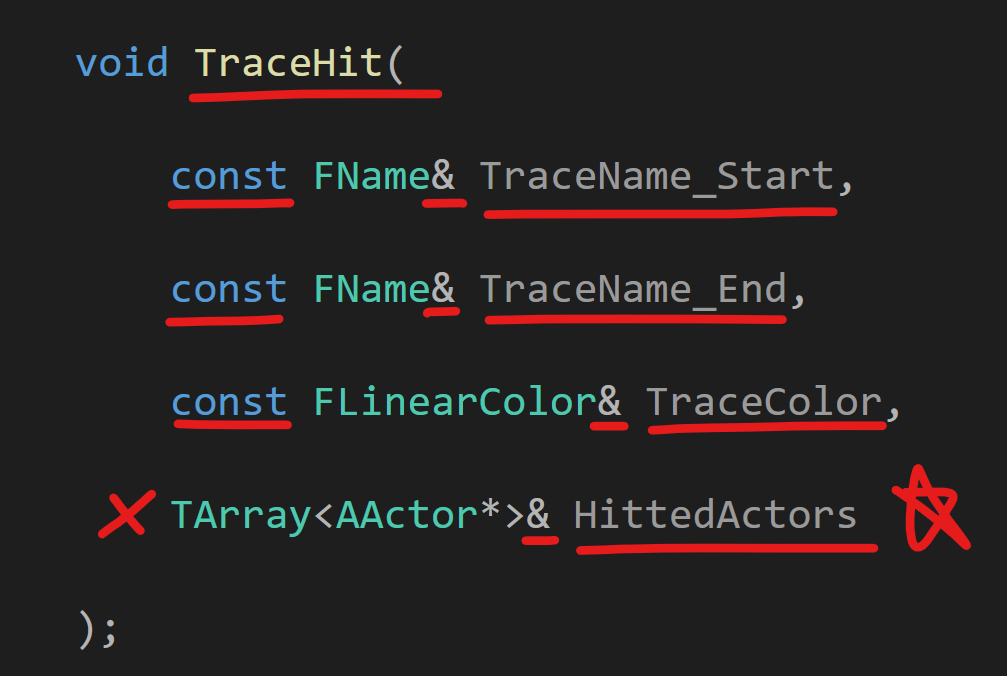 void TraceHit(
const FName& TraceName_Start,
const FName& TraceName_End,
const FLinearColor& TraceColor,
TArray<AActor*>& HittedActors
);